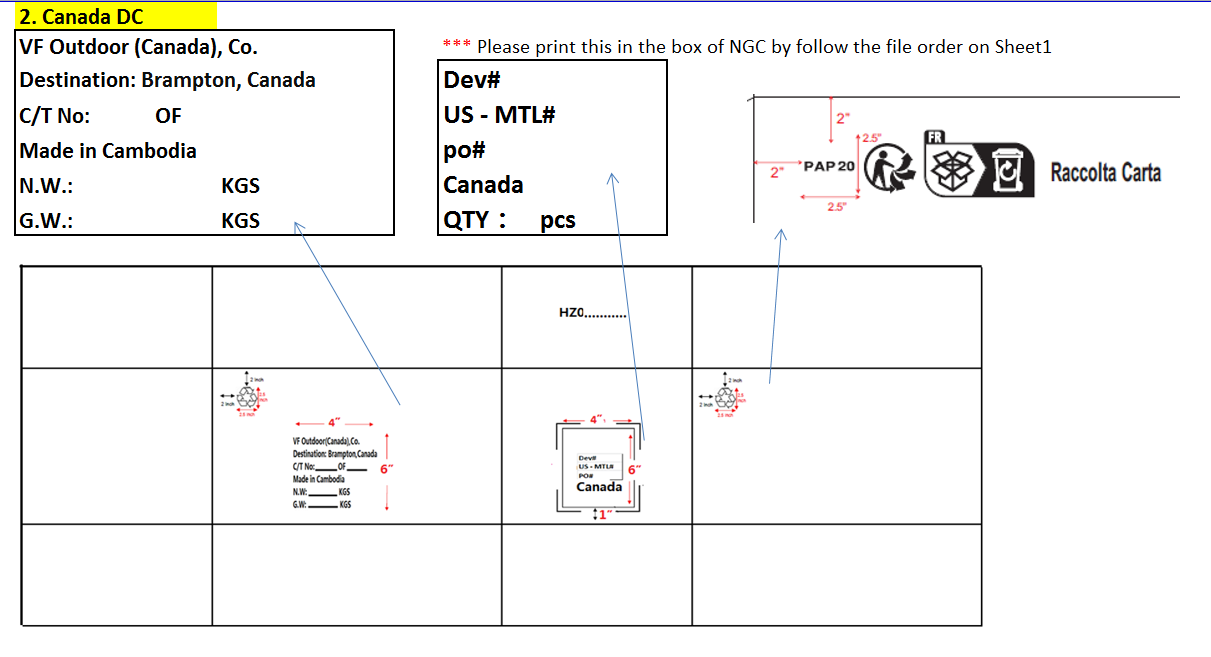 2. Canada DC
VF Outdoor (Canada), Co.
Destination: Brampton, Canada
C/T No: OF
Made in Cambodia
N.W.: KGS
G.W.: KGS
*** Please print this in the box of NGC by follow the file order on Sheet1
Dev#
US - MTL#
po#
Canada
QTY : pcs
2"
2.5"
2"
PAP 20
2.5"
FR
Raccolta Carta
HZ0...........
2 inch
2 inch
2.5 inch
2.5 inch
4"
VF Outdoor(Canada),Co.
Destination: Brampton,Canada
C/T No:____OF____
Made in Cambodia
N.W: ____ KGS
G.W: ____ KGS
6"
4"
Dev#
US - MTL#
PO#
Canada
6"
1"
2 inch
2 inch
2.5 inch
2.5 inch